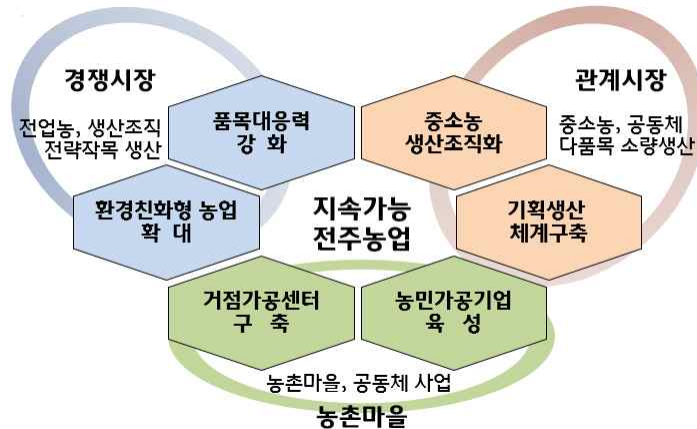 경쟁시장
전업농, 생산조직
전략작목 생산
품목대응력
강 화
환경친화형 농업
확 대
중소농
생산조직화
관계시장
중소농, 공동체
다품목 소량생산
기획생산
체계구축
지속가능
전주농업
거점가공센터
구 축
농민가공기업
육 성
농촌마을, 공동체 사업
농촌마을